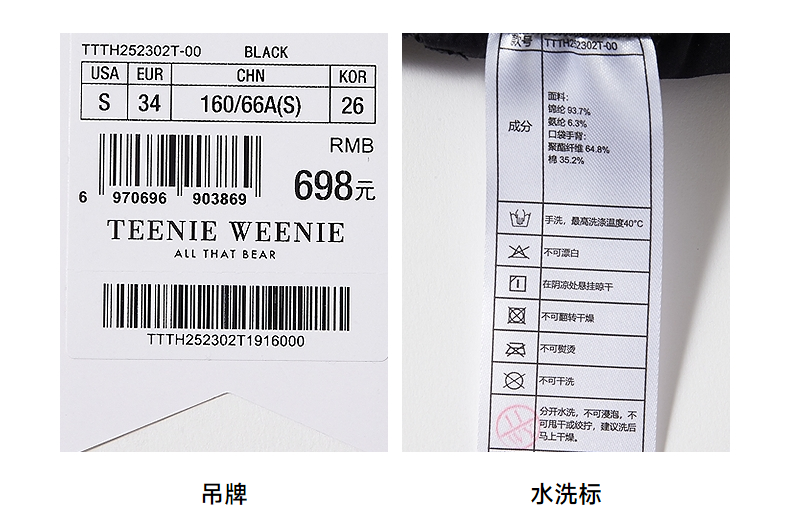 TTTH252302T-00 BLACK
USA EUR CHN KOR
S 34 160/66A(S) 26
RMB
698元
6 970696 903869
TEENIE WEENIE
ALL THAT BEAR
TTTH252302T1916000
款号 TTTH252302T-00
成分
面料:
锦纶 93.7%
氨纶 6.3%
口袋手背:
聚酯纤维 64.8%
棉 35.2%
手洗，最高洗涤温度40°C
不可漂白
在阴凉处悬挂晾干
不可翻转干燥
不可熨烫
不可干洗
分开水洗，不可浸泡，不
可甩干或绞拧，建议洗后
马上干燥。
吊牌
水洗标